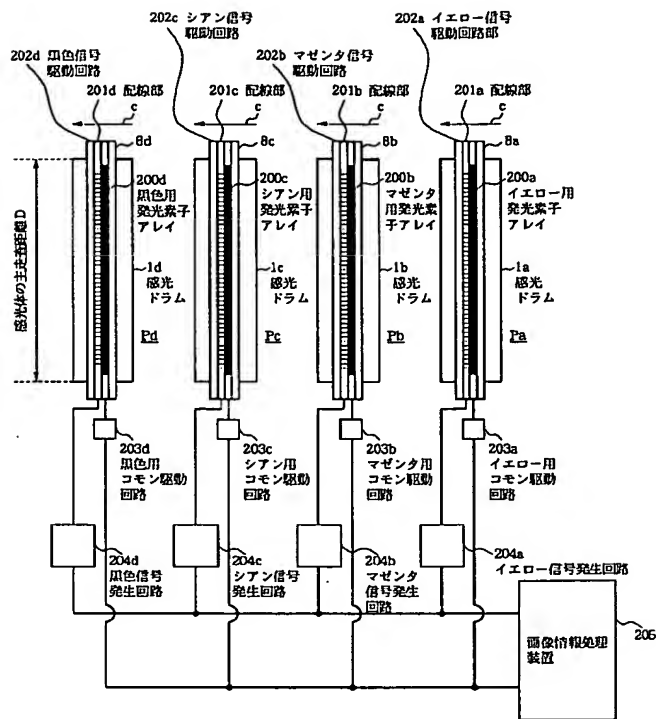 202d 黒色信号
駆動回路
202c シアン信号
駆動回路
202b マゼンタ信号
駆動回路
202a イエロー信号
駆動回路部
201d 配線部
201c 配線部
201b 配線部
201a 配線部
c
c
c
c
8d
8c
8b
8a
200d
黒色用
発光素子
アレイ
200c
シアン用
発光素子
アレイ
200b
マゼンタ
用発光素
子アレイ
200a
イエロー用
発光素子
アレイ
感光体の主走査距離D
1d
感光
ドラム
1c
感光
ドラム
1b
感光
ドラム
1a
感光
ドラム
Pd
Pc
Pb
Pa
203d
黒色用
コモン駆動
回路
203c
シアン用
コモン駆動
回路
203b
マゼンタ用
コモン駆動
回路
203a
イエロー用
コモン駆動
回路
204d
黒色信号
発生回路
204c
シアン信号
発生回路
204b
マゼンタ
信号発生
回路
204a
イエロー信号発生回路
画像情報処理
装置
205